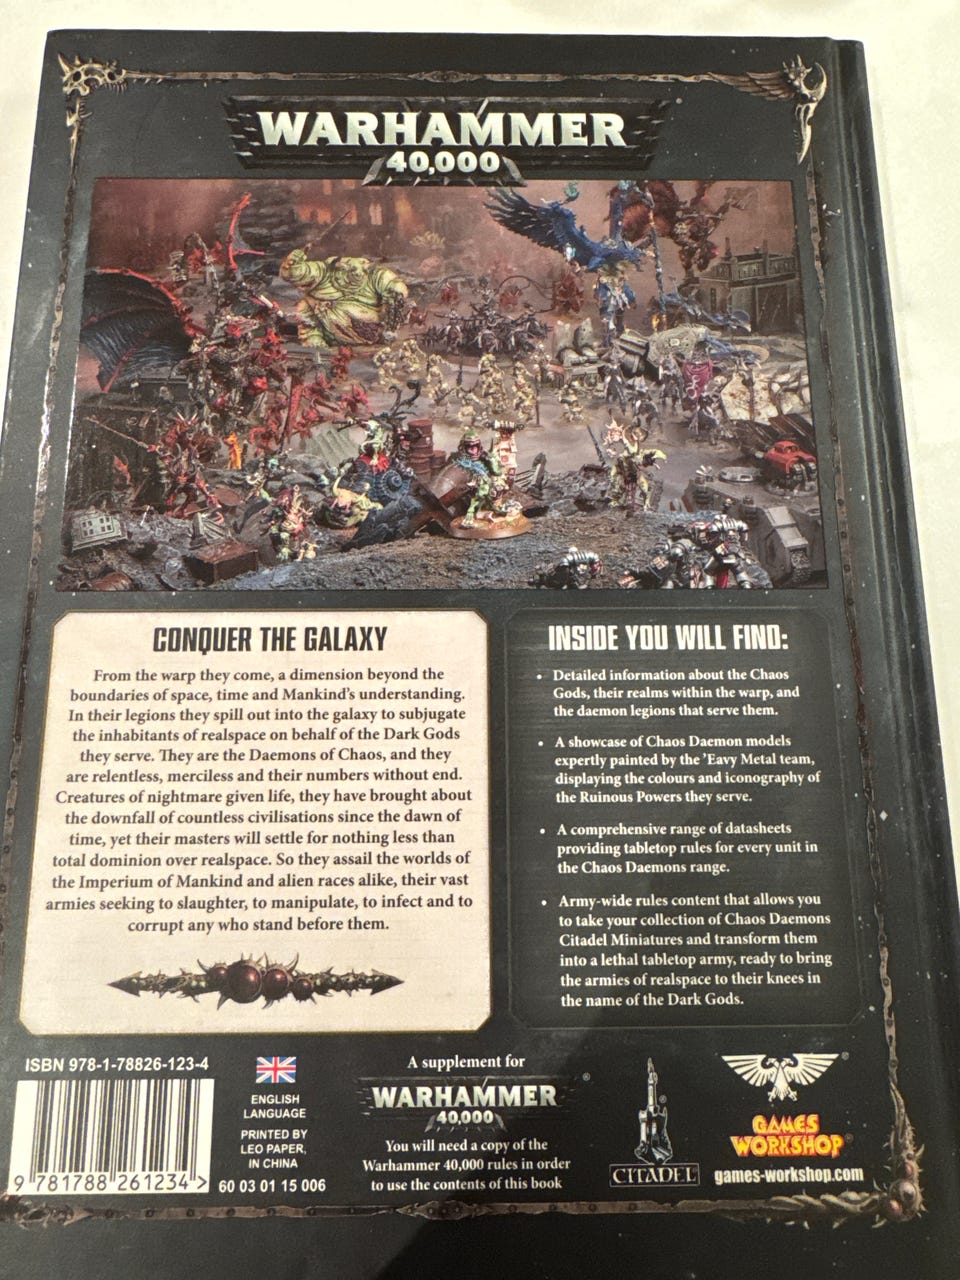 WARHAMMER
40,000
CONQUER THE GALAXY
From the warp they come, a dimension beyond the
boundaries of space, time and Mankind's understanding.
In their legions they spill out into the galaxy to subjugate
the inhabitants of realspace on behalf of the Dark Gods
they serve. They are the Daemons of Chaos, and they
are relentless, merciless and their numbers without end.
Creatures of nightmare given life, they have brought about
the downfall of countless civilisations since the dawn of
time, yet their masters will settle for nothing less than
total dominion over realspace. So they assail the worlds of
the Imperium of Mankind and alien races alike, their vast
armies seeking to slaughter, to manipulate, to infect and to
corrupt any who stand before them.
INSIDE YOU WILL FIND:
• Detailed information about the Chaos
Gods, their realms within the warp, and
the daemon legions that serve them.
• A showcase of Chaos Daemon models
expertly painted by the 'Eavy Metal team,
displaying the colours and iconography of
the Ruinous Powers they serve.
• A comprehensive range of datasheets
providing tabletop rules for every unit in
the Chaos Daemons range.
• Army-wide rules content that allows you
to take your collection of Chaos Daemons
Citadel Miniatures and transform them
into a lethal tabletop army, ready to bring
the armies of realspace to their knees in
the name of the Dark Gods.
ISBN 978-1-78826-123-4
9 781788 261234 >
ENGLISH
LANGUAGE
PRINTED BY
LEO PAPER,
IN CHINA
60 03 01 15 006
A supplement for
WARHAMMER
40,000
®
You will need a copy of the
Warhammer 40,000 rules in order
to use the contents of this book
®
CITADEL
®
GAMES
WORKSHOP®
games-workshop.com